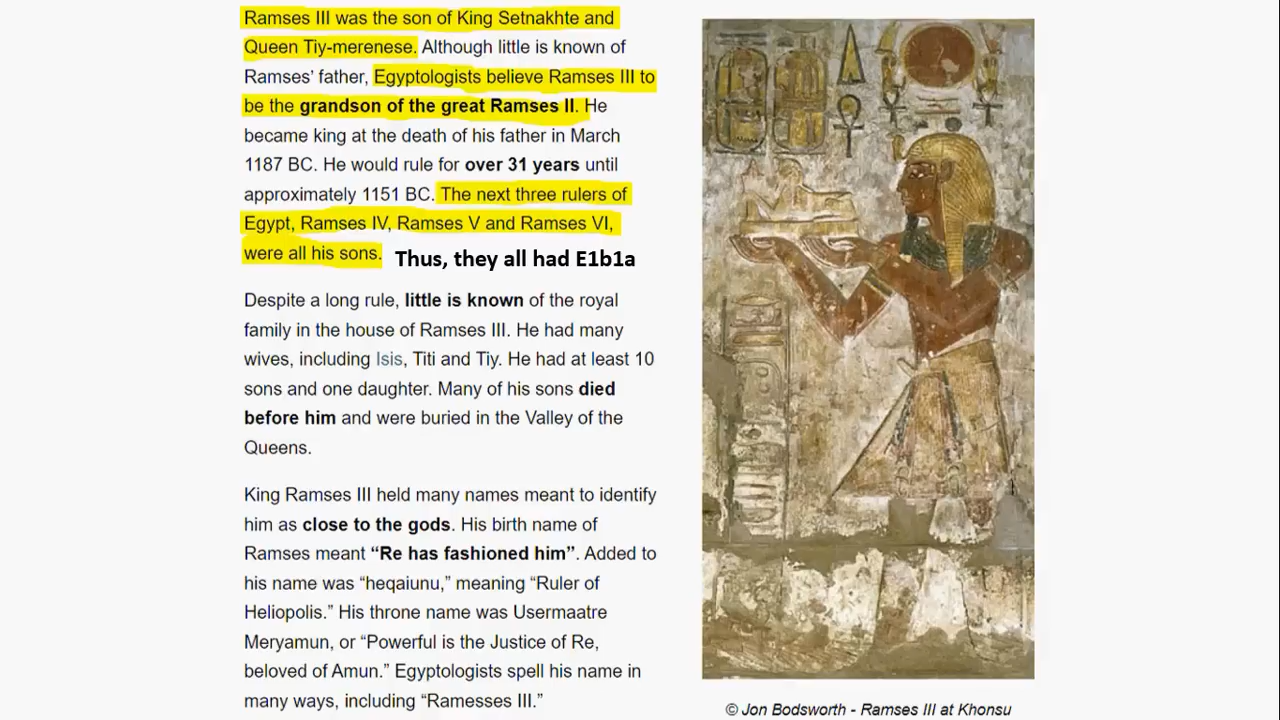 Ramses III was the son of King Setnakhte and
Queen Tiy-merenese. Although little is known of
Ramses’ father, Egyptologists believe Ramses III to
be the grandson of the great Ramses II. He
became king at the death of his father in March
1187 BC. He would rule for over 31 years until
approximately 1151 BC. The next three rulers of
Egypt, Ramses IV, Ramses V and Ramses VI,
were all his sons. Thus, they all had E1b1a
Despite a long rule, little is known of the royal
family in the house of Ramses III. He had many
wives, including Isis, Titi and Tiy. He had at least 10
sons and one daughter. Many of his sons died
before him and were buried in the Valley of the
Queens.
King Ramses III held many names meant to identify
him as close to the gods. His birth name of
Ramses meant “Re has fashioned him”. Added to
his name was “heqaiunu,” meaning “Ruler of
Heliopolis.” His throne name was Usermaatre
Meryamun, or “Powerful is the Justice of Re,
beloved of Amun.” Egyptologists spell his name in
many ways, including “Ramesses III.”
© Jon Bodsworth - Ramses III at Khonsu